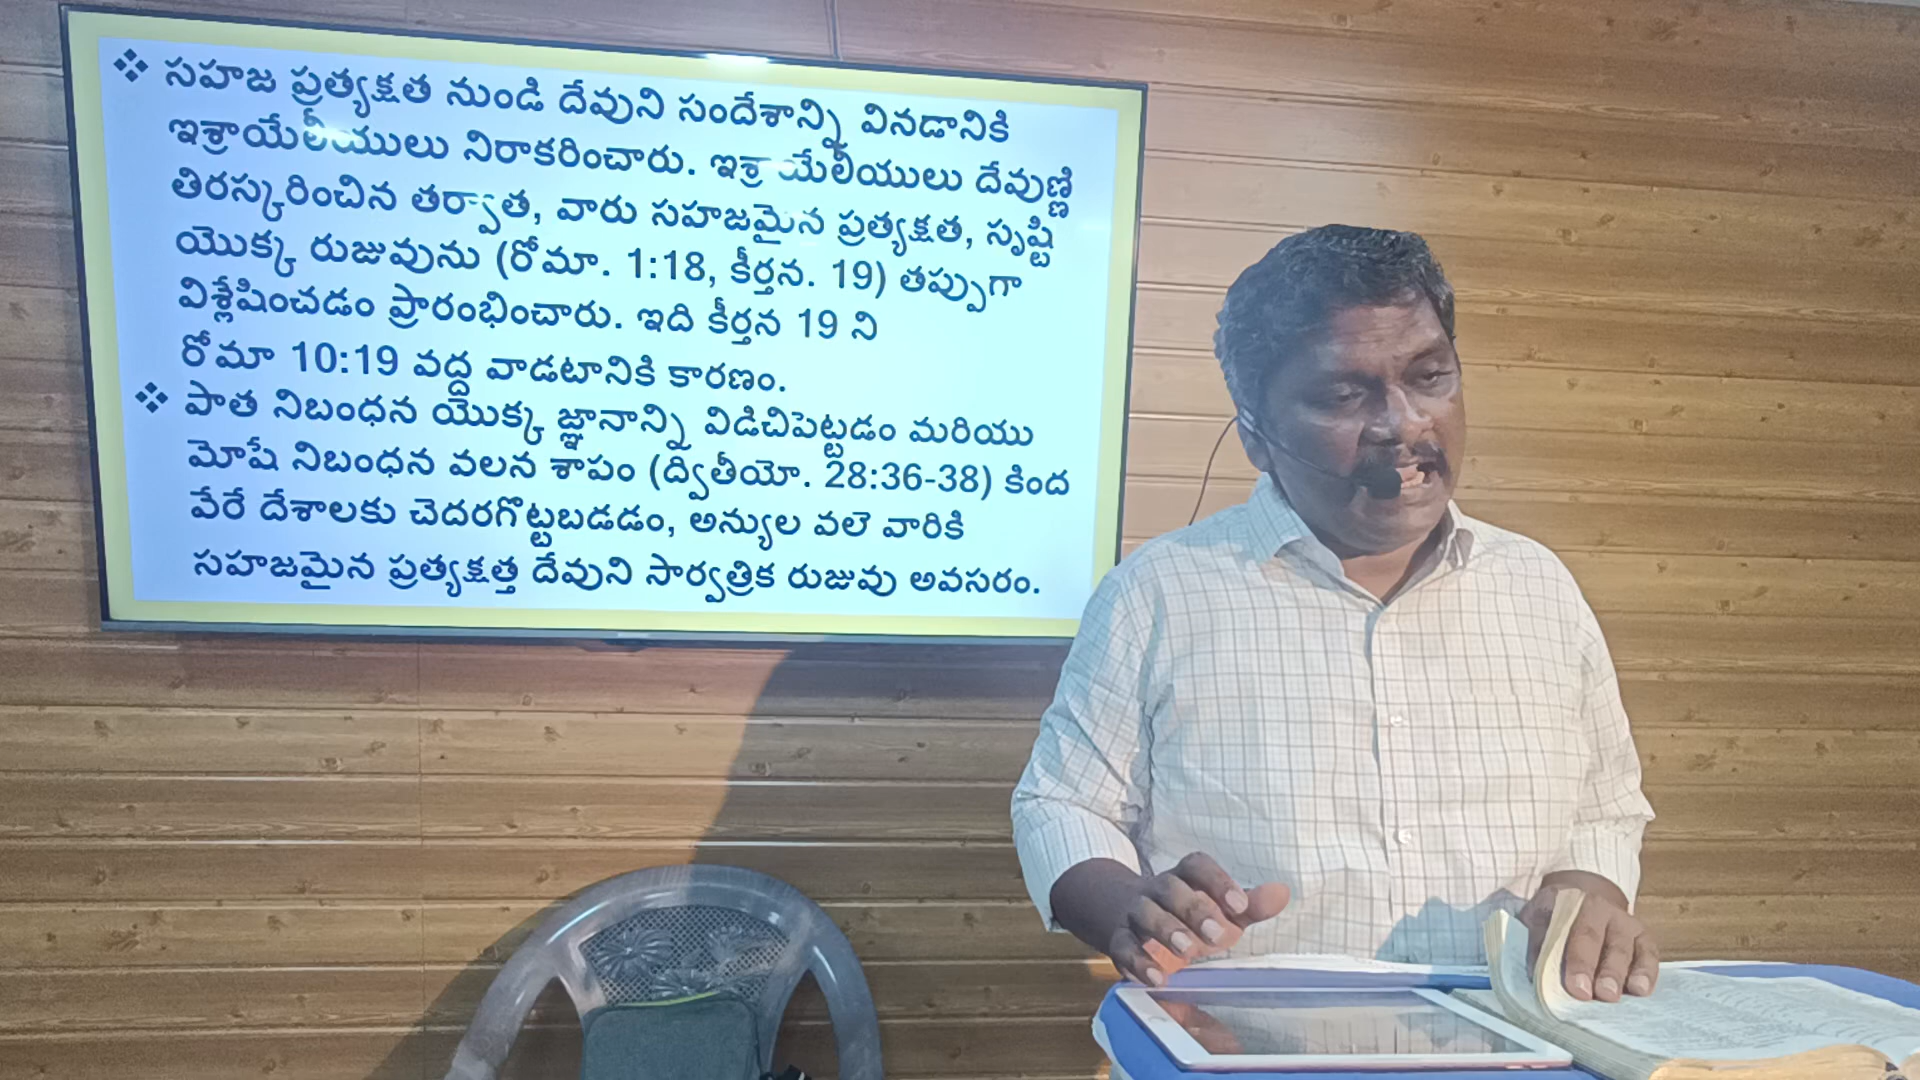 ❖ సహజ ప్రత్యక్షత నుండి దేవుని సందేశాన్ని వినడానికి
ఇశ్రాయేలీయులు నిరాకరించారు. ఇశ్రాయేలీయులు దేవుణ్ణి
తిరస్కరించిన తర్వాత, వారు సహజమైన ప్రత్యక్షత, సృష్టి
యొక్క రుజువును (రోమా. 1:18, కీర్తన. 19) తప్పుగా
విశ్లేషించడం ప్రారంభించారు. ఇది కీర్తన 19 ని
రోమా 10:19 వద్ద వాడటానికి కారణం.
❖ పాత నిబంధన యొక్క జ్ఞానాన్ని విడిచిపెట్టడం మరియు
మోషే నిబంధన వలన శాపం (ద్వితీయో. 28:36-38) కింద
వేరే దేశాలకు చెదరగొట్టబడడం, అన్యుల వలె వారికి
సహజమైన ప్రత్యక్షత్త దేవుని సార్వత్రిక రుజువు అవసరం.